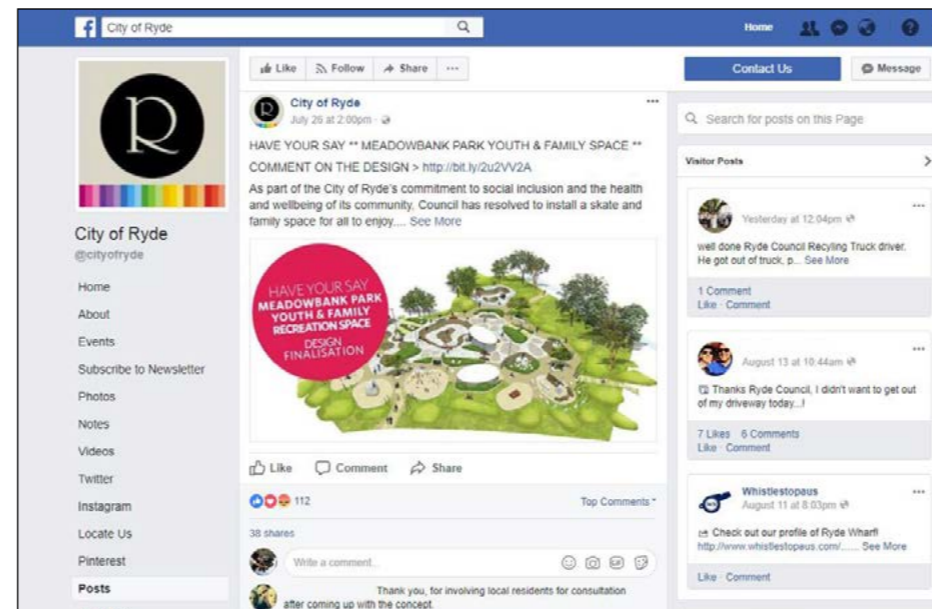 City of Ryde
Home
R
City of Ryde
@cityofryde
Home
About
Events
Subscribe to Newsletter
Photos
Notes
Videos
Twitter
Instagram
Locate Us
Pinterest
Posts
Like Follow Share ...
City of Ryde
July 26 at 2:00pm
HAVE YOUR SAY ** MEADOWBANK PARK YOUTH & FAMILY SPACE **
COMMENT ON THE DESIGN > http://bit.ly/2u2VV2A
As part of the City of Ryde's commitment to social inclusion and the health
and wellbeing of its community, Council has resolved to install a skate and
family space for all to enjoy.... See More
HAVE YOUR SAY
MEADOWBANK PARK
YOUTH & FAMILY
RECREATION SPACE
DESIGN
FINALISATION
Like Comment Share
112 Top Comments
38 shares
Write a comment...
GIF
Thank you, for involving local residents for consultation
after coming up with the concept.
Contact Us Message
Search for posts on this Page
Visitor Posts
Yesterday at 12:04pm
well done Ryde Council Recyling Truck driver.
He got out of truck, p... See More
1 Comment
Like · Comment
August 13 at 10:44am
Thanks Ryde Council, I didn't want to get out
of my driveway today...!
7 Likes 6 Comments
Like · Comment
Whistlestopaus
August 11 at 8:03pm
Check out our profile of Ryde Wharf!
http://www.whistlestopaus.com/...... See More
Like · Comment